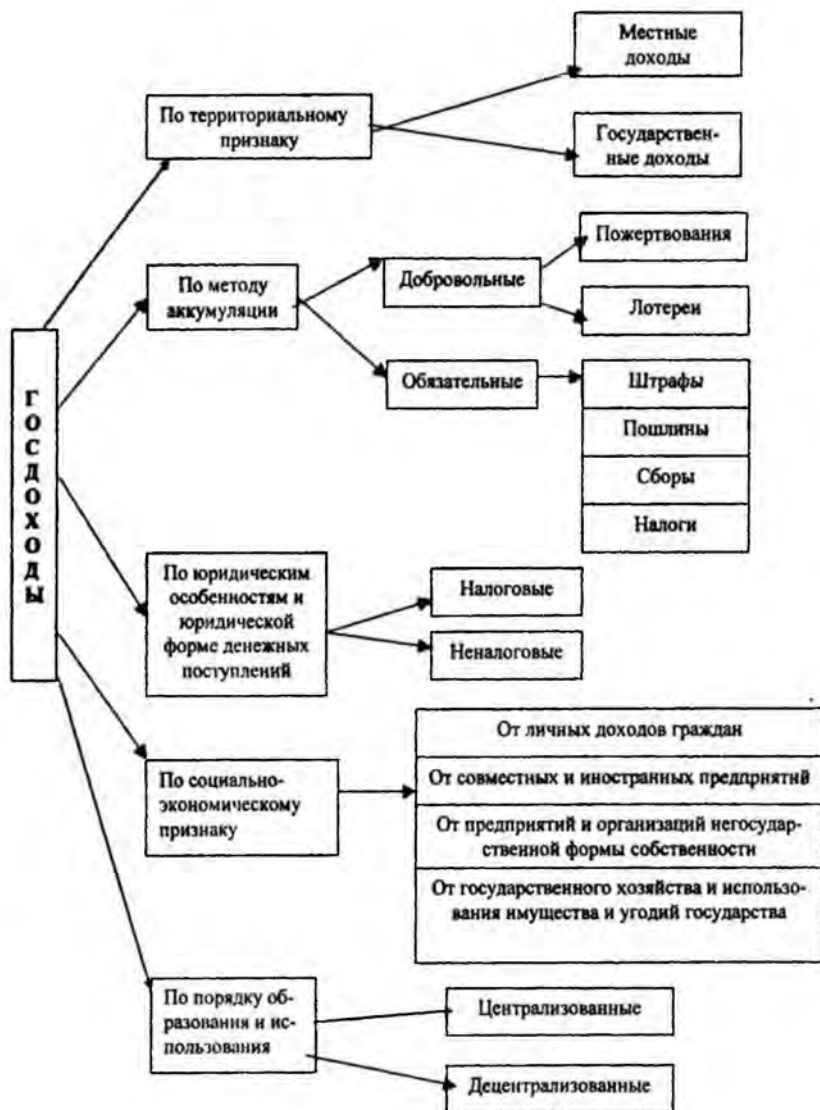 Местные
доходы
По территориальному
признаку
Государствен-
ные доходы
Пожертвования
По методу
аккумуляции
Добровольные
Лотереи
ГОСДОХОДЫ
Обязательные
Штрафы
Пошлины
Сборы
Налоги
По юридическим
особенностям и
юридической
форме денежных
поступлений
Налоговые
Неналоговые
От личных доходов граждан
По социально-
экономическому
признаку
От совместных и иностранных предприятий
От предприятий и организаций негосудар-
ственной формы собственности
От государственного хозяйства и использо-
вания имущества и угодий государства
По порядку об-
разования и ис-
пользования
Централизованные
Децентрализованные